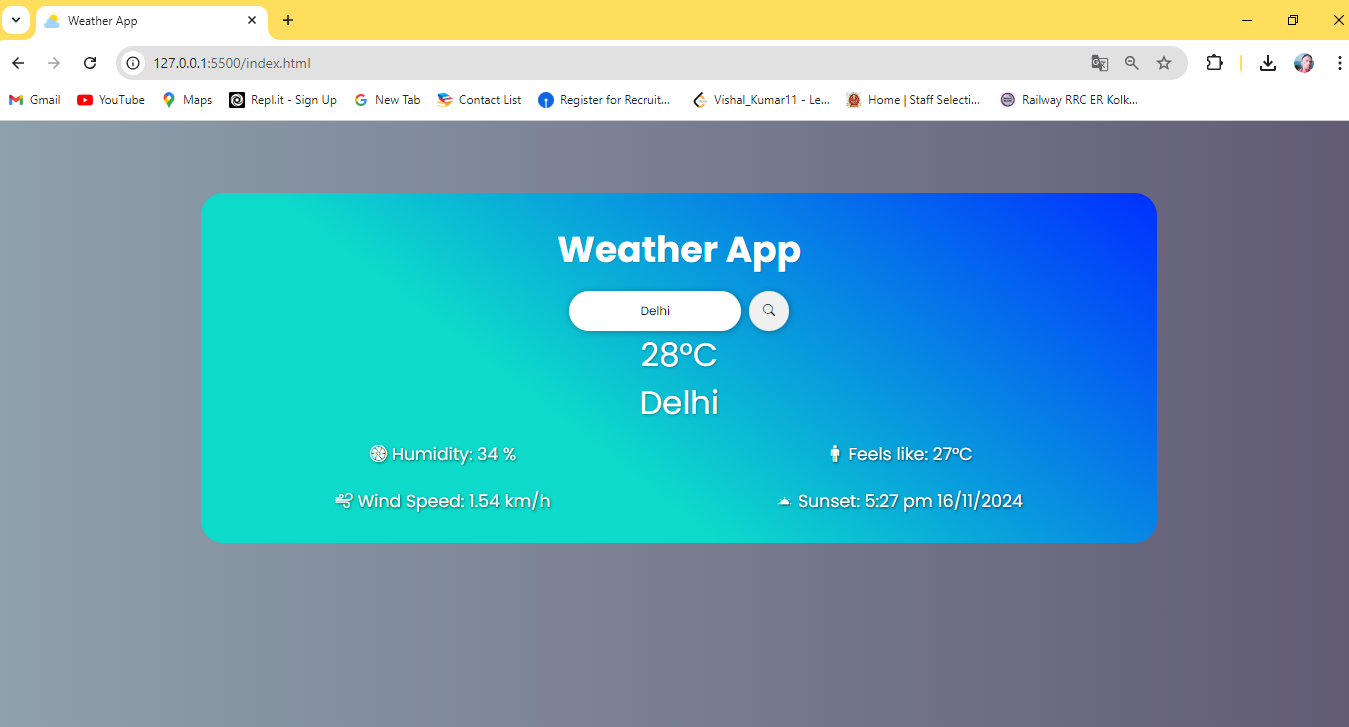 Weather App
127.0.0.1:5500/index.html
Gmail YouTube Maps Repl.it - Sign Up New Tab Contact List Register for Recruit... Vishal_Kumar11 - Le... Home | Staff Selecti... Railway RRC ER Kolk...
Weather App
Delhi
28°C
Delhi
Humidity: 34 % Feels like: 27°C
Wind Speed: 1.54 km/h Sunset: 5:27 pm 16/11/2024